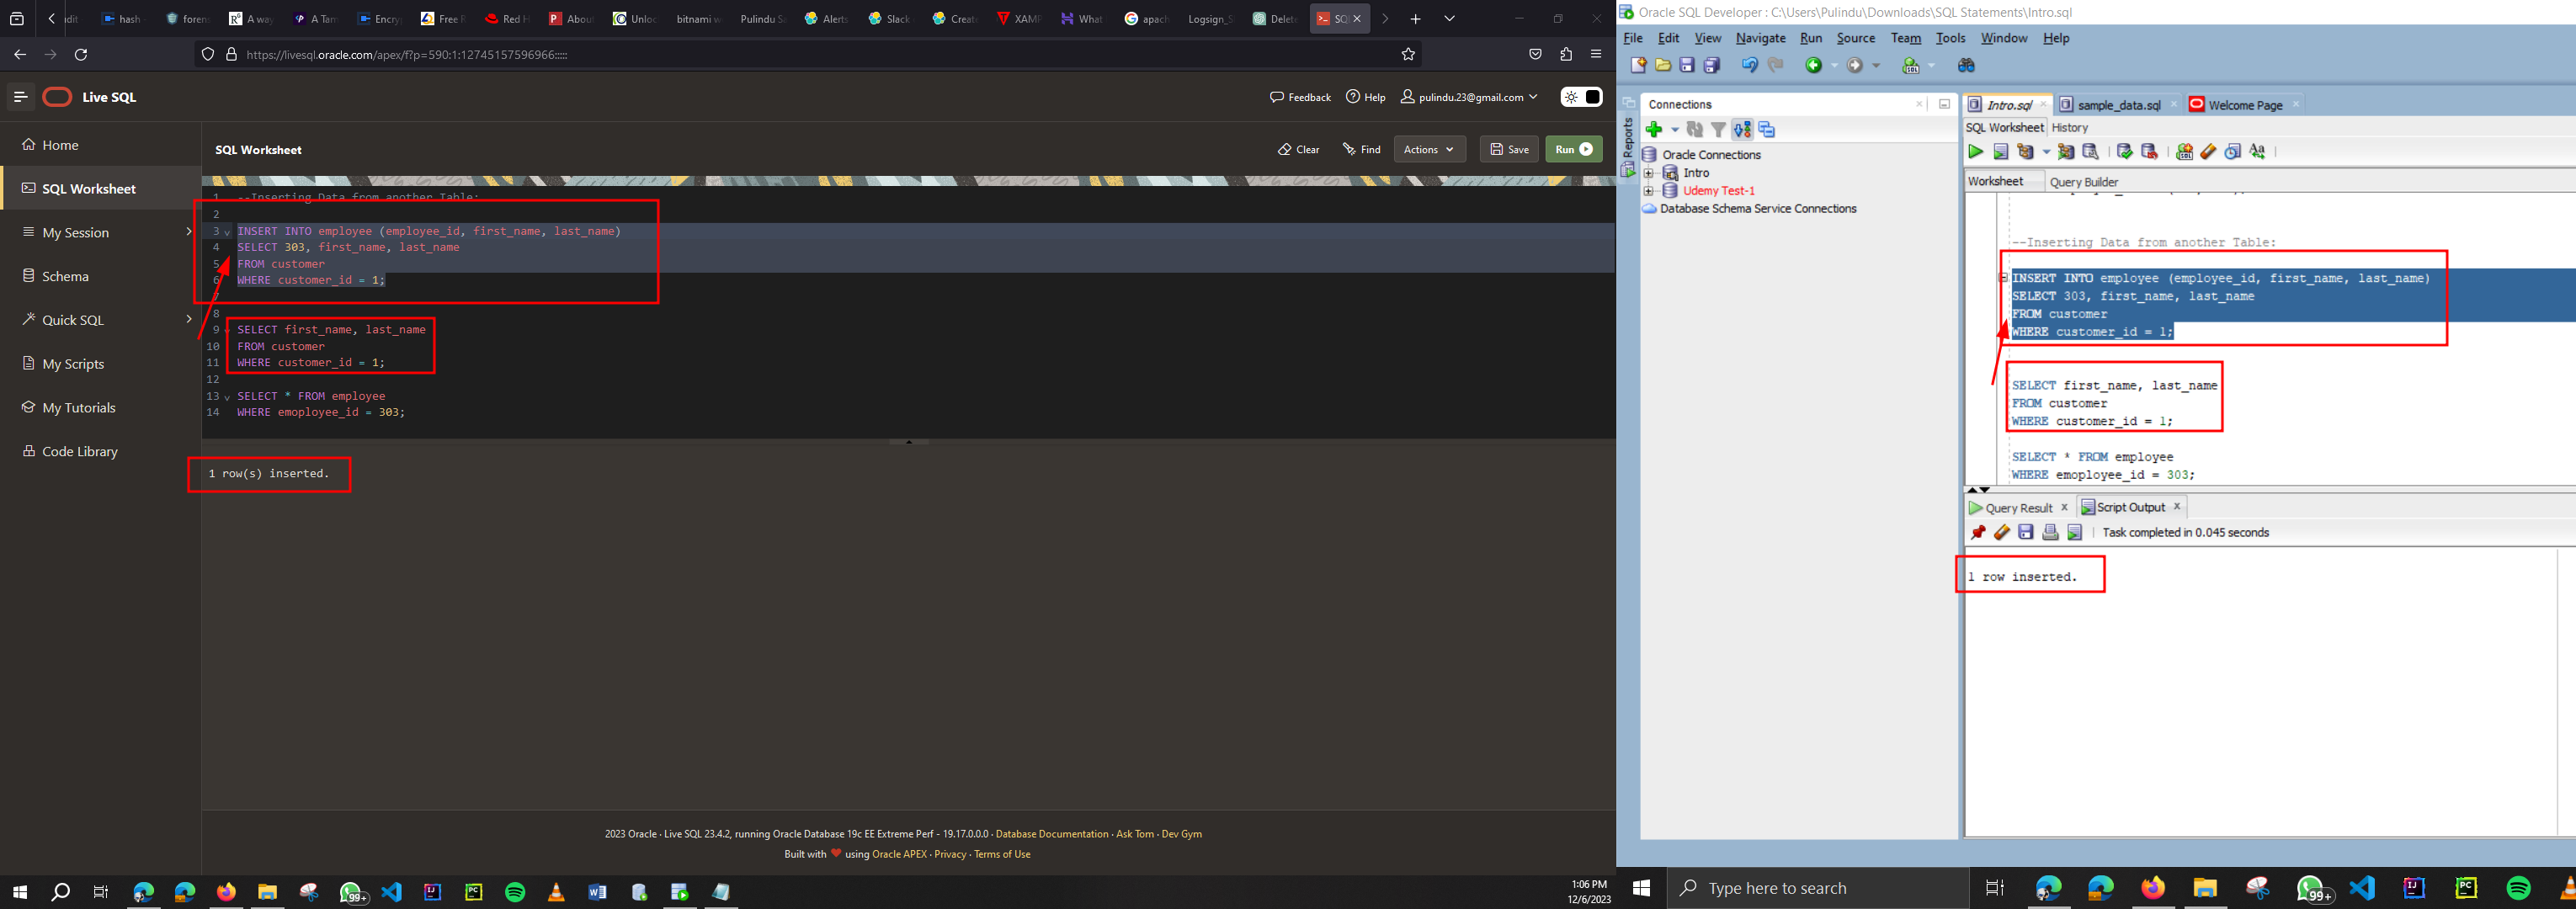 udit
hash
foren
A way
A Tam
Encry
Free R
Red H
About
Unloc
bitnami w
Pulindu Sa
Alerts
Slack
Create
XAMP
What
apach
Logsign_S
Delete
SQ
https://livesql.oracle.com/apex/f?p=590:1:12745157596966:::::
Live SQL
Feedback
Help
pulindu.23@gmail.com
Home
SQL Worksheet
My Session
Schema
Quick SQL
My Scripts
My Tutorials
Code Library
SQL Worksheet
Clear
Find
Actions
Save
Run
1 --Inserting Data from another Table:
2
3 INSERT INTO employee (employee_id, first_name, last_name)
4 SELECT 303, first_name, last_name
5 FROM customer
6 WHERE customer_id = 1;
7
8
9 SELECT first_name, last_name
10 FROM customer
11 WHERE customer_id = 1;
12
13 SELECT * FROM employee
14 WHERE emoployee_id = 303;
1 row(s) inserted.
2023 Oracle · Live SQL 23.4.2, running Oracle Database 19c EE Extreme Perf - 19.17.0.0.0 · Database Documentation · Ask Tom · Dev Gym
Built with ❤ using Oracle APEX · Privacy · Terms of Use
99+
1:06 PM
12/6/2023
Oracle SQL Developer : C:\Users\Pulindu\Downloads\SQL Statements\Intro.sql
File Edit View Navigate Run Source Team Tools Window Help
Reports
Connections
Oracle Connections
Intro
Udemy Test-1
Database Schema Service Connections
Intro.sql
sample_data.sql
Welcome Page
SQL Worksheet History
Worksheet Query Builder
--Inserting Data from another Table:
INSERT INTO employee (employee_id, first_name, last_name)
SELECT 303, first_name, last_name
FROM customer
WHERE customer_id = 1;
SELECT first_name, last_name
FROM customer
WHERE customer_id = 1;
SELECT * FROM employee
WHERE emoployee_id = 303;
Query Result
Script Output
Task completed in 0.045 seconds
1 row inserted.
Type here to search
99+